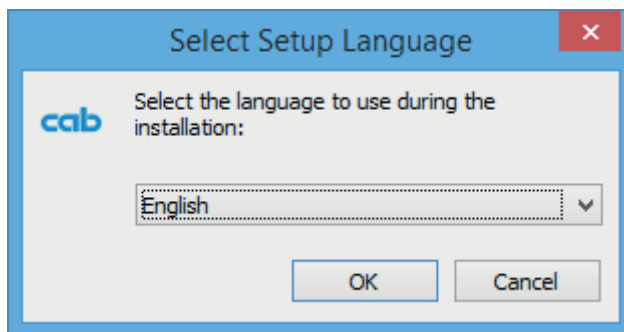 Select Setup Language
cab
Select the language to use during the
installation:
English
OK
Cancel